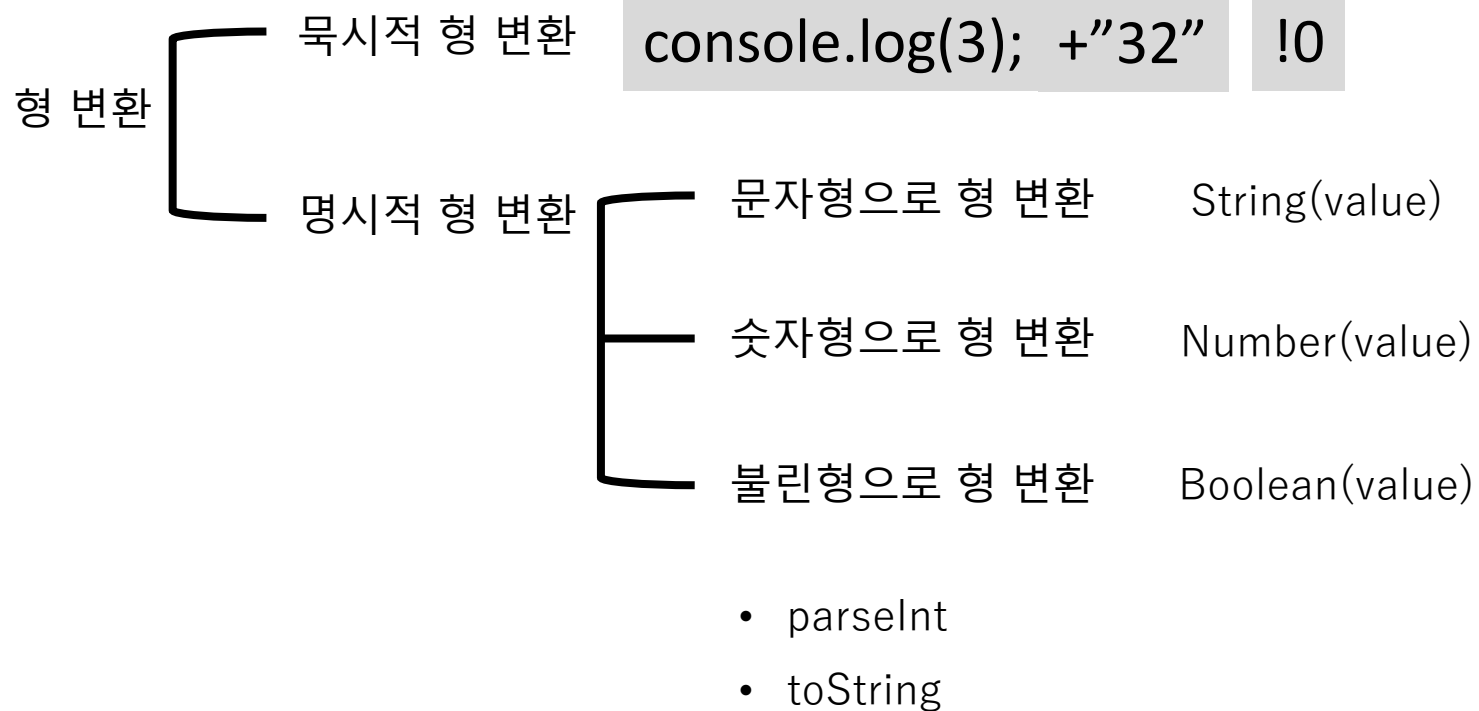 묵시적 형 변환 console.log(3); +”32” !0
형 변환
명시적 형 변환
문자형으로 형 변환 String(value)
숫자형으로 형 변환 Number(value)
불린형으로 형 변환 Boolean(value)
• parseInt
• toString